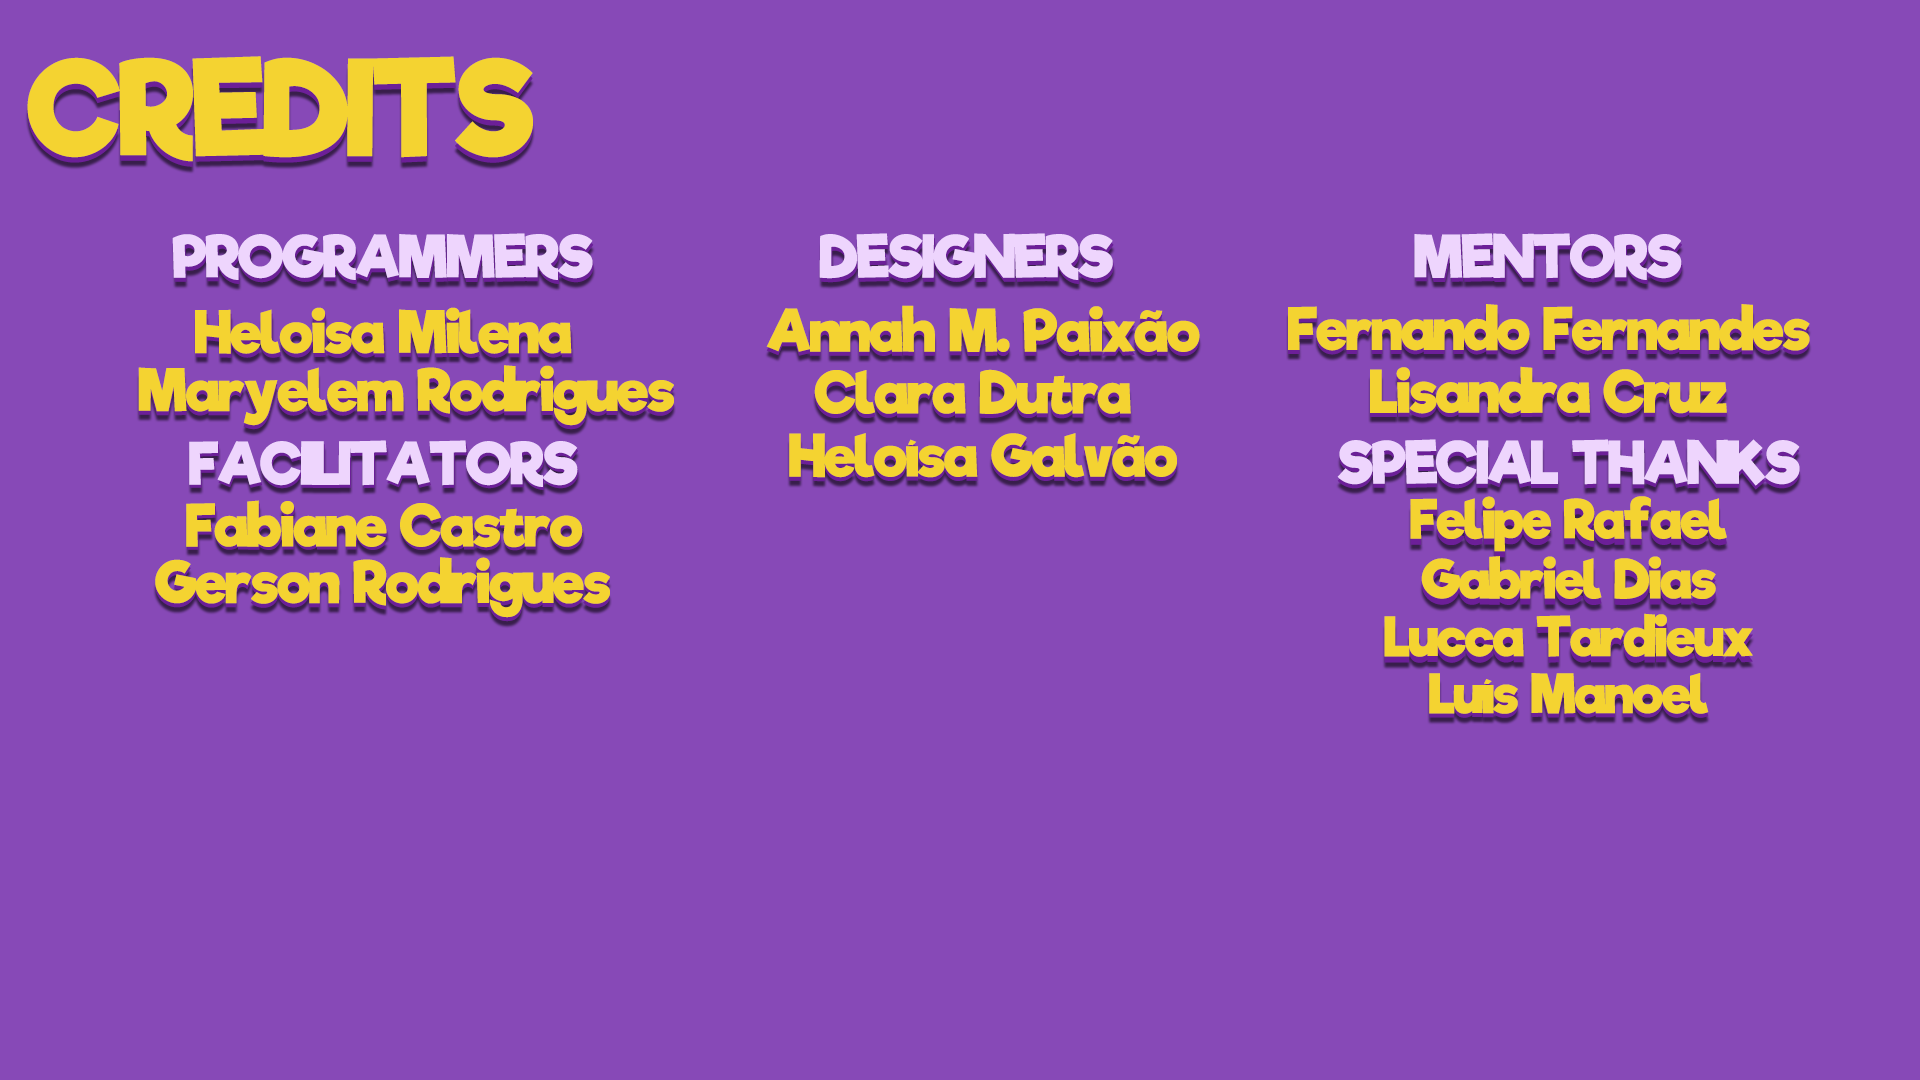 CREDITS
PROGRAMMERS
Heloisa Milena
Maryelem Rodrigues
FACILITATORS
Fabiane Castro
Gerson Rodrigues
DESIGNERS
Annah M. Paixão
Clara Dutra
Heloísa Galvão
MENTORS
Fernando Fernandes
Lisandra Cruz
SPECIAL THANKS
Felipe Rafael
Gabriel Dias
Lucca Tardieux
Luís Manoel